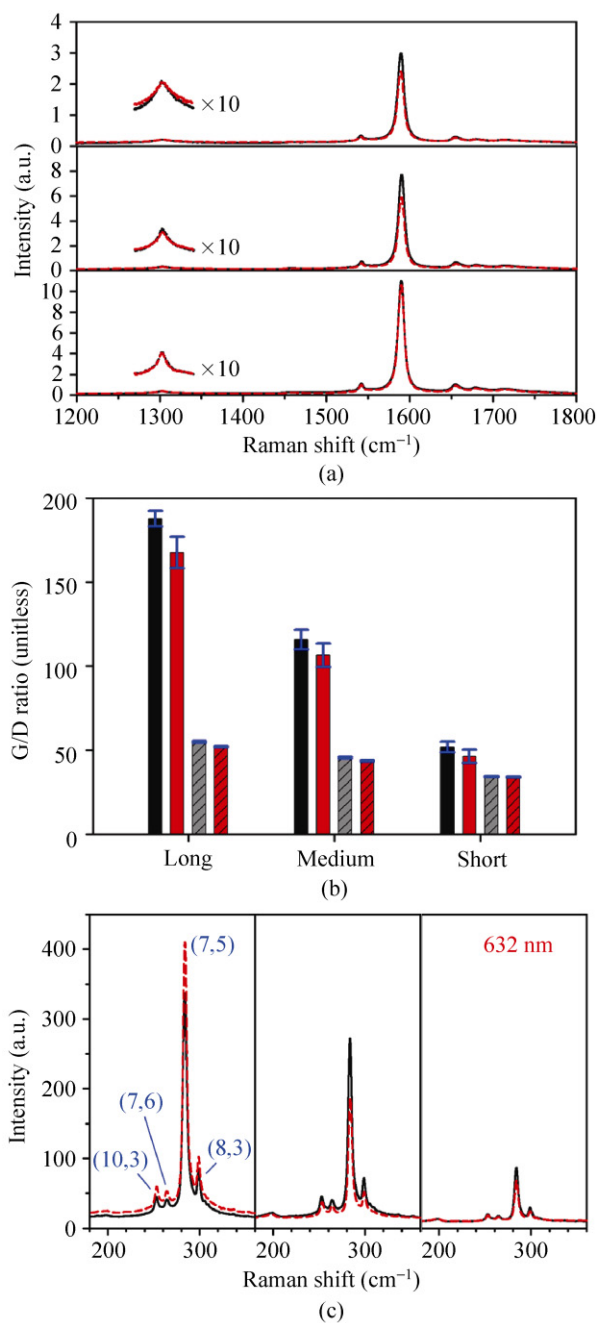 4
3
2
1
0
×10
8
6
4
2
0
×10
10
8
6
4
2
0
×10
Intensity (a.u.)
1200 1300 1400 1500 1600 1700 1800
Raman shift (cm⁻¹)
(a)
200
150
100
50
0
G/D ratio (unitless)
Long Medium Short
(b)
400
300
200
100
0
Intensity (a.u.)
(7,5)
632 nm
(7,6)
(10,3)
(8,3)
200 300 200 300 200 300
Raman shift (cm⁻¹)
(c)